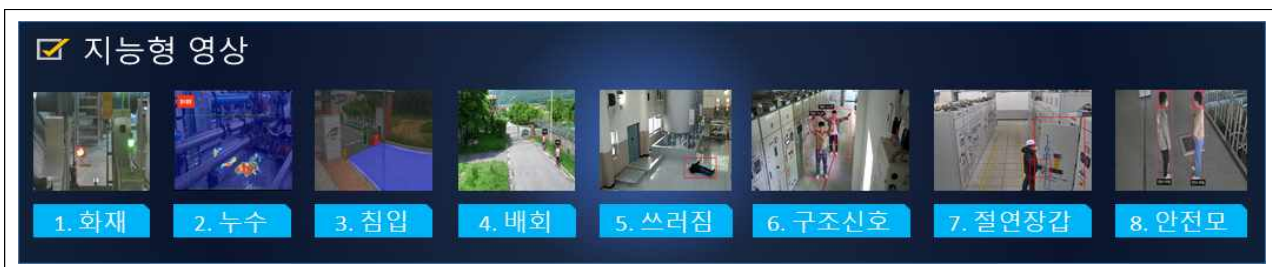 지능형 영상
1. 화재
2. 누수
3. 침입
4. 배회
5. 쓰러짐
6. 구조신호
7. 절연장갑
8. 안전모